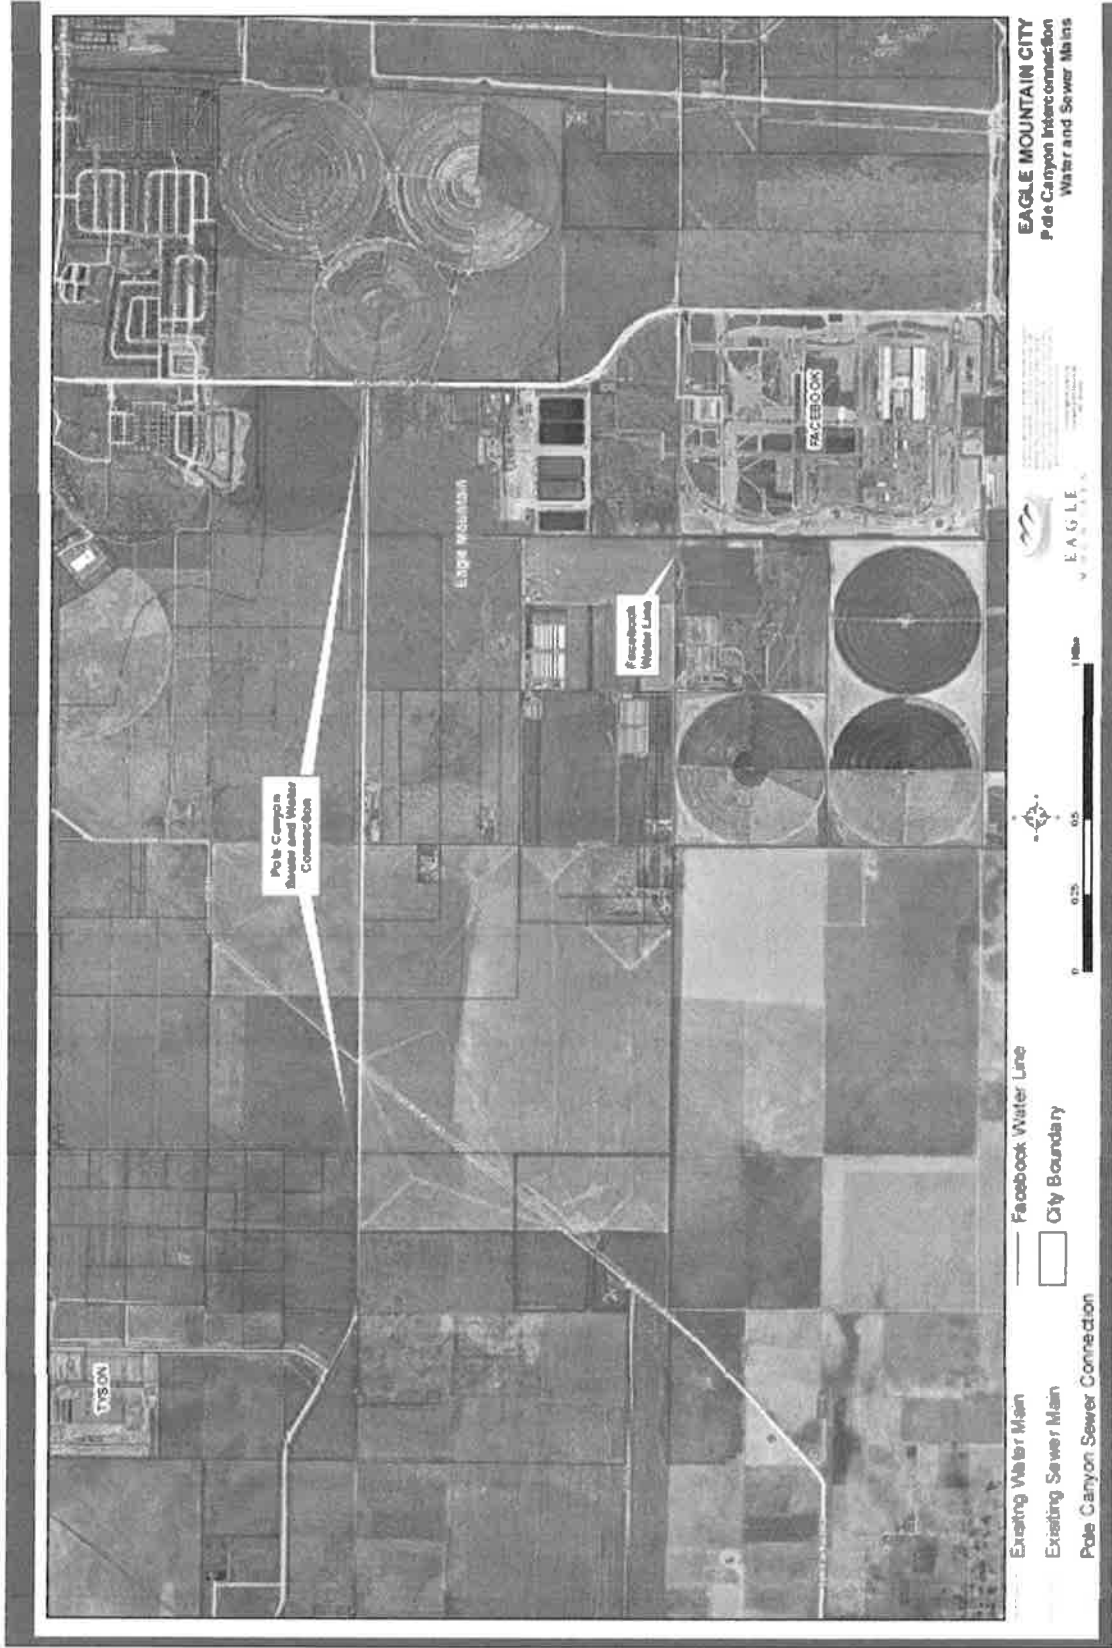 TYSON
Pole Canyon
Sewer and Water
Connection
Eagle Mountain
Facebook
Water Line
FACEBOOK
Exisitng Water Main
Exisiting Sewer Main
Pole Canyon Sewer Connection
Facebook Water Line
City Boundary
0
0.25
0.5
1 Miles
EAGLE
EAGLE MOUNTAIN CITY
Pole Canyon Interconnection
Water and Sewer Mains